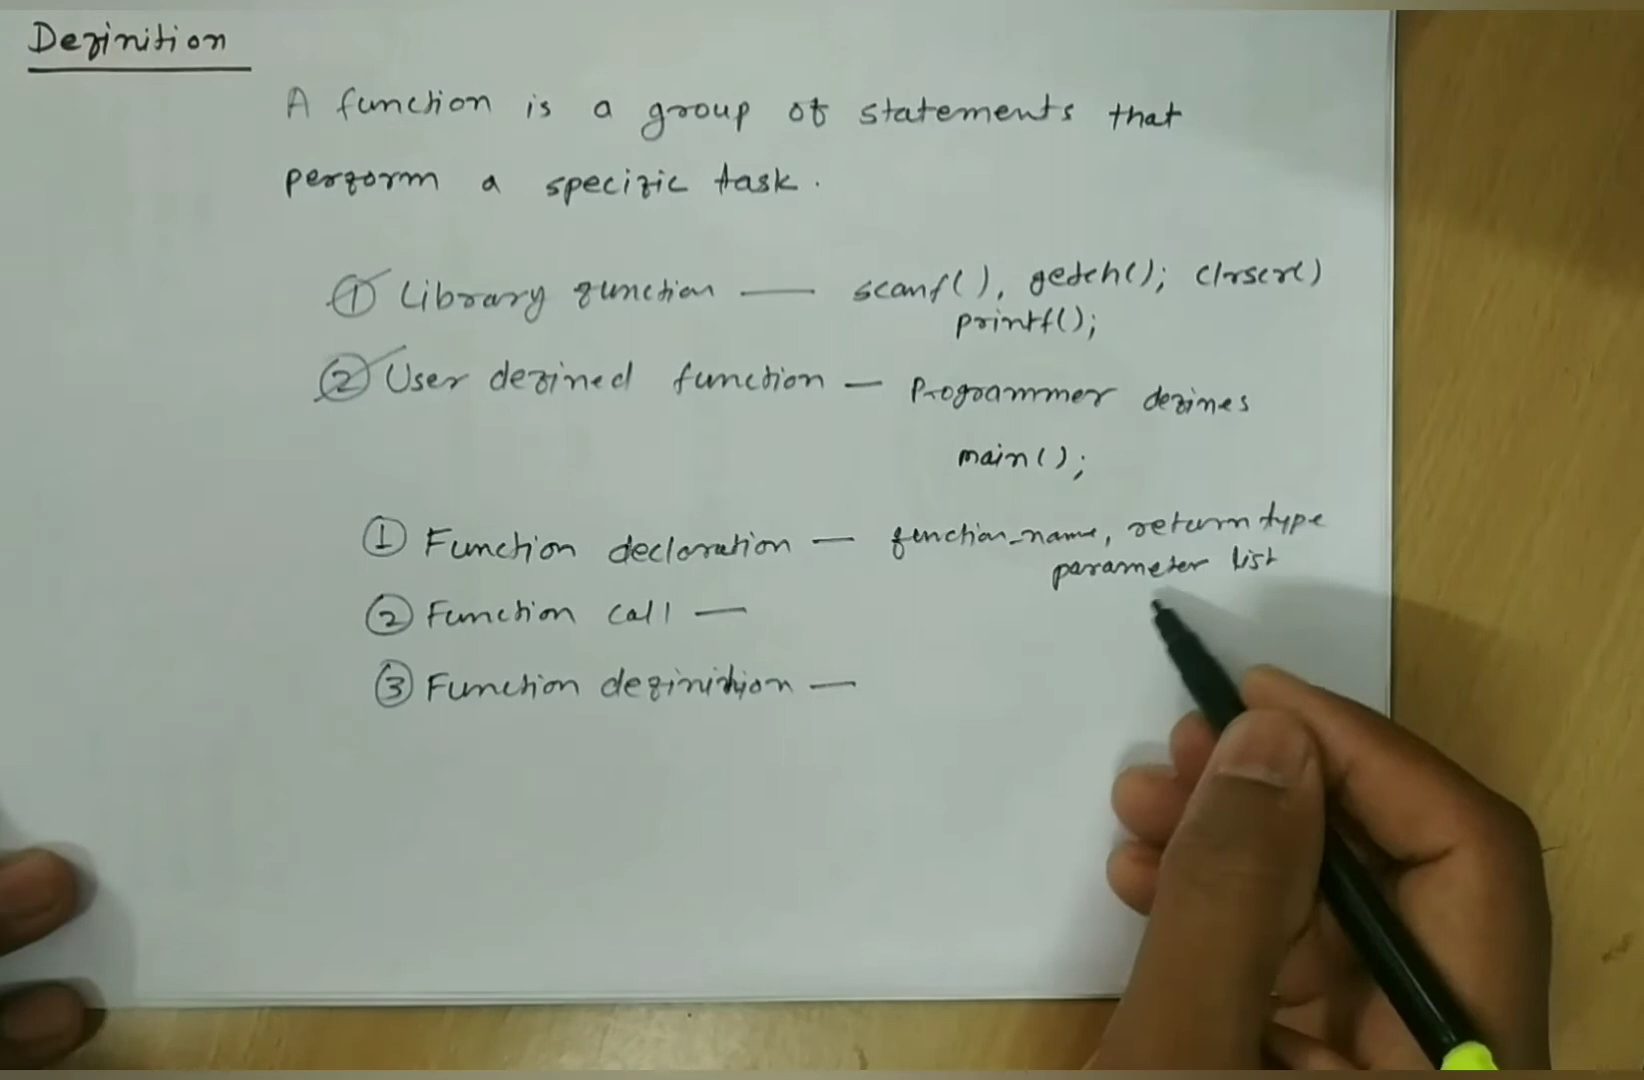 Definition
A function is a group of statements that
perform a specific task.
① Library function — scanf(), getch(); clrscr()
printf();
② User defined function — Programmer defines
main();
① Function declaration — function_name, return type
parameter list
② Function call —
③ Function definition —